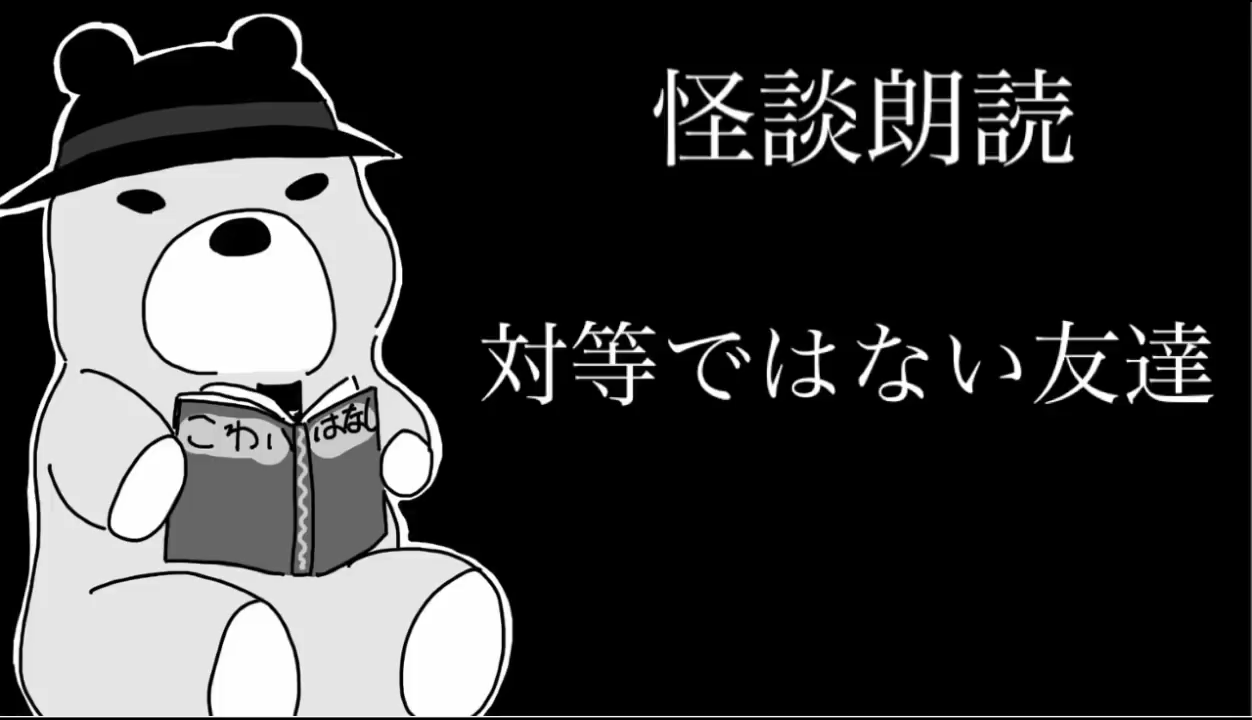 怪談朗読
対等ではない友達
こわい はなし